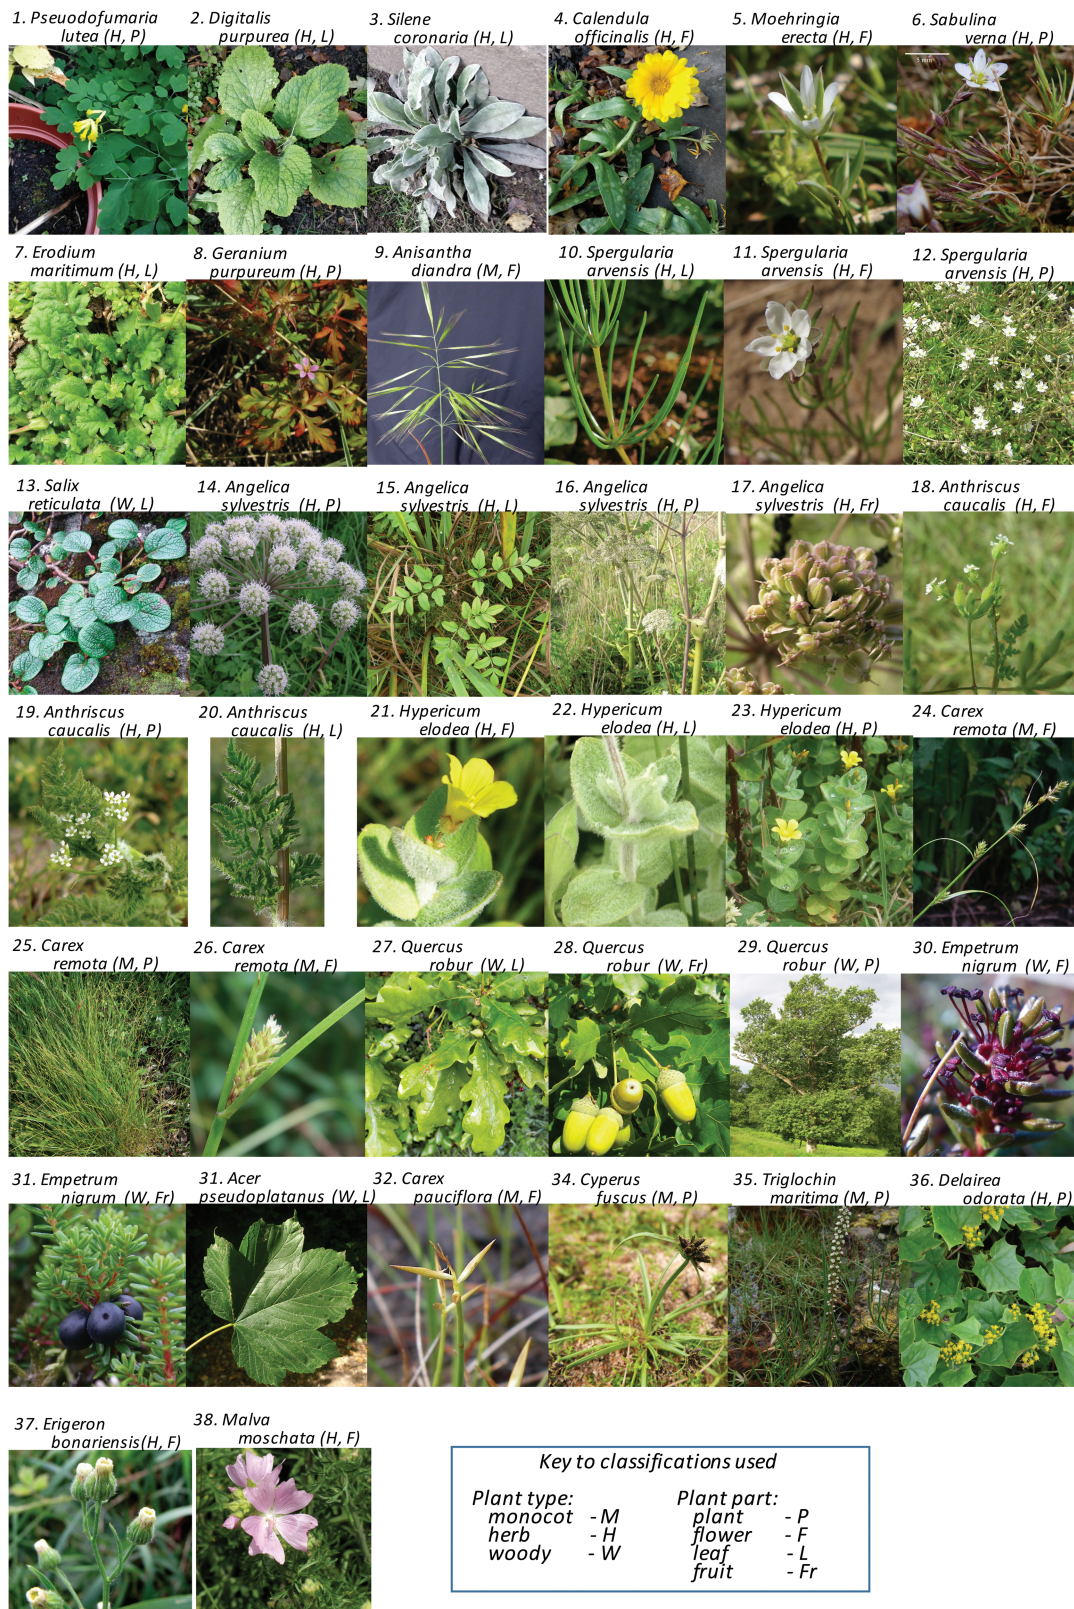 1. Pseudofumaria
lutea (H, P)
2. Digitalis
purpurea (H, L)
3. Silene
coronaria (H, L)
4. Calendula
officinalis (H, F)
5. Moehringia
erecta (H, F)
6. Sabulina
verna (H, P)
5 mm
7. Erodium
maritimum (H, L)
8. Geranium
purpureum (H, P)
9. Anisantha
diandra (M, F)
10. Spergularia
arvensis (H, L)
11. Spergularia
arvensis (H, F)
12. Spergularia
arvensis (H, P)
13. Salix
reticulata (W, L)
14. Angelica
sylvestris (H, P)
15. Angelica
sylvestris (H, L)
16. Angelica
sylvestris (H, P)
17. Angelica
sylvestris (H, Fr)
18. Anthriscus
caucalis (H, F)
19. Anthriscus
caucalis (H, P)
20. Anthriscus
caucalis (H, L)
21. Hypericum
elodea (H, F)
22. Hypericum
elodea (H, L)
23. Hypericum
elodea (H, P)
24. Carex
remota (M, F)
25. Carex
remota (M, P)
26. Carex
remota (M, F)
27. Quercus
robur (W, L)
28. Quercus
robur (W, Fr)
29. Quercus
robur (W, P)
30. Empetrum
nigrum (W, F)
31. Empetrum
nigrum (W, Fr)
31. Acer
pseudoplatanus (W, L)
32. Carex
pauciflora (M, F)
34. Cyperus
fuscus (M, P)
35. Triglochin
maritima (M, P)
36. Delairea
odorata (H, P)
37. Erigeron
bonariensis(H, F)
38. Malva
moschata (H, F)
Key to classifications used
Plant type:
monocot - M
herb - H
woody - W
Plant part:
plant - P
flower - F
leaf - L
fruit - Fr